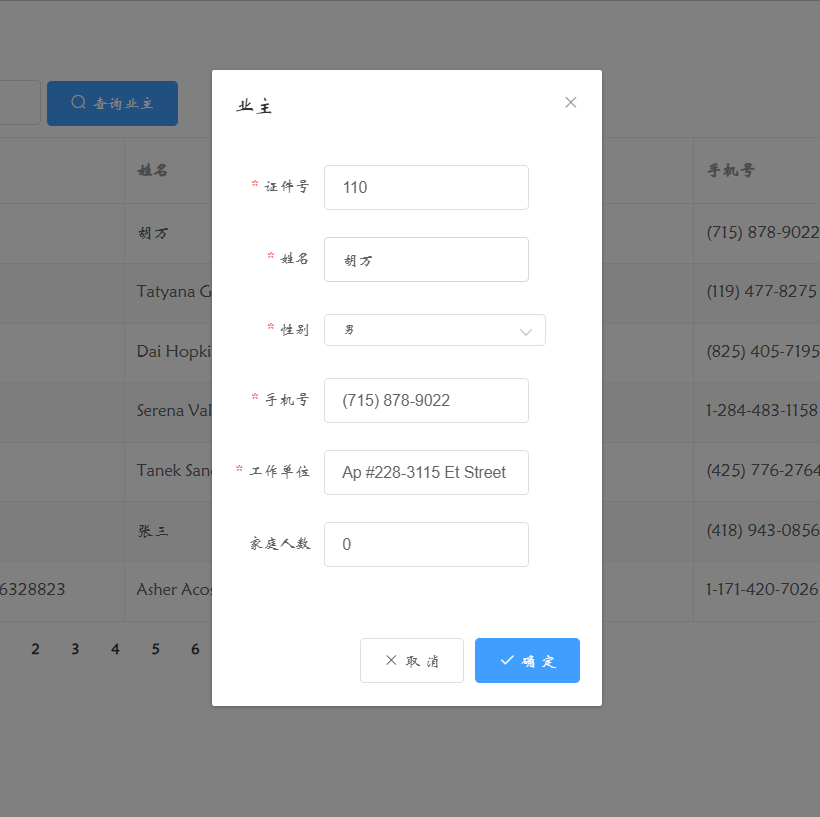 查询业主
姓名
手机号
胡万
(715) 878-9022
Tatyana G
(119) 477-8275
Dai Hopki
(825) 405-7195
Serena Val
1-284-483-1158
Tanek San
(425) 776-2764
张三
(418) 943-0856
6328823
Asher Acos
1-171-420-7026
2 3 4 5 6
业主
* 证件号 110
* 姓名 胡万
* 性别 男
* 手机号 (715) 878-9022
* 工作单位 Ap #228-3115 Et Street
家庭人数 0
取消 确定